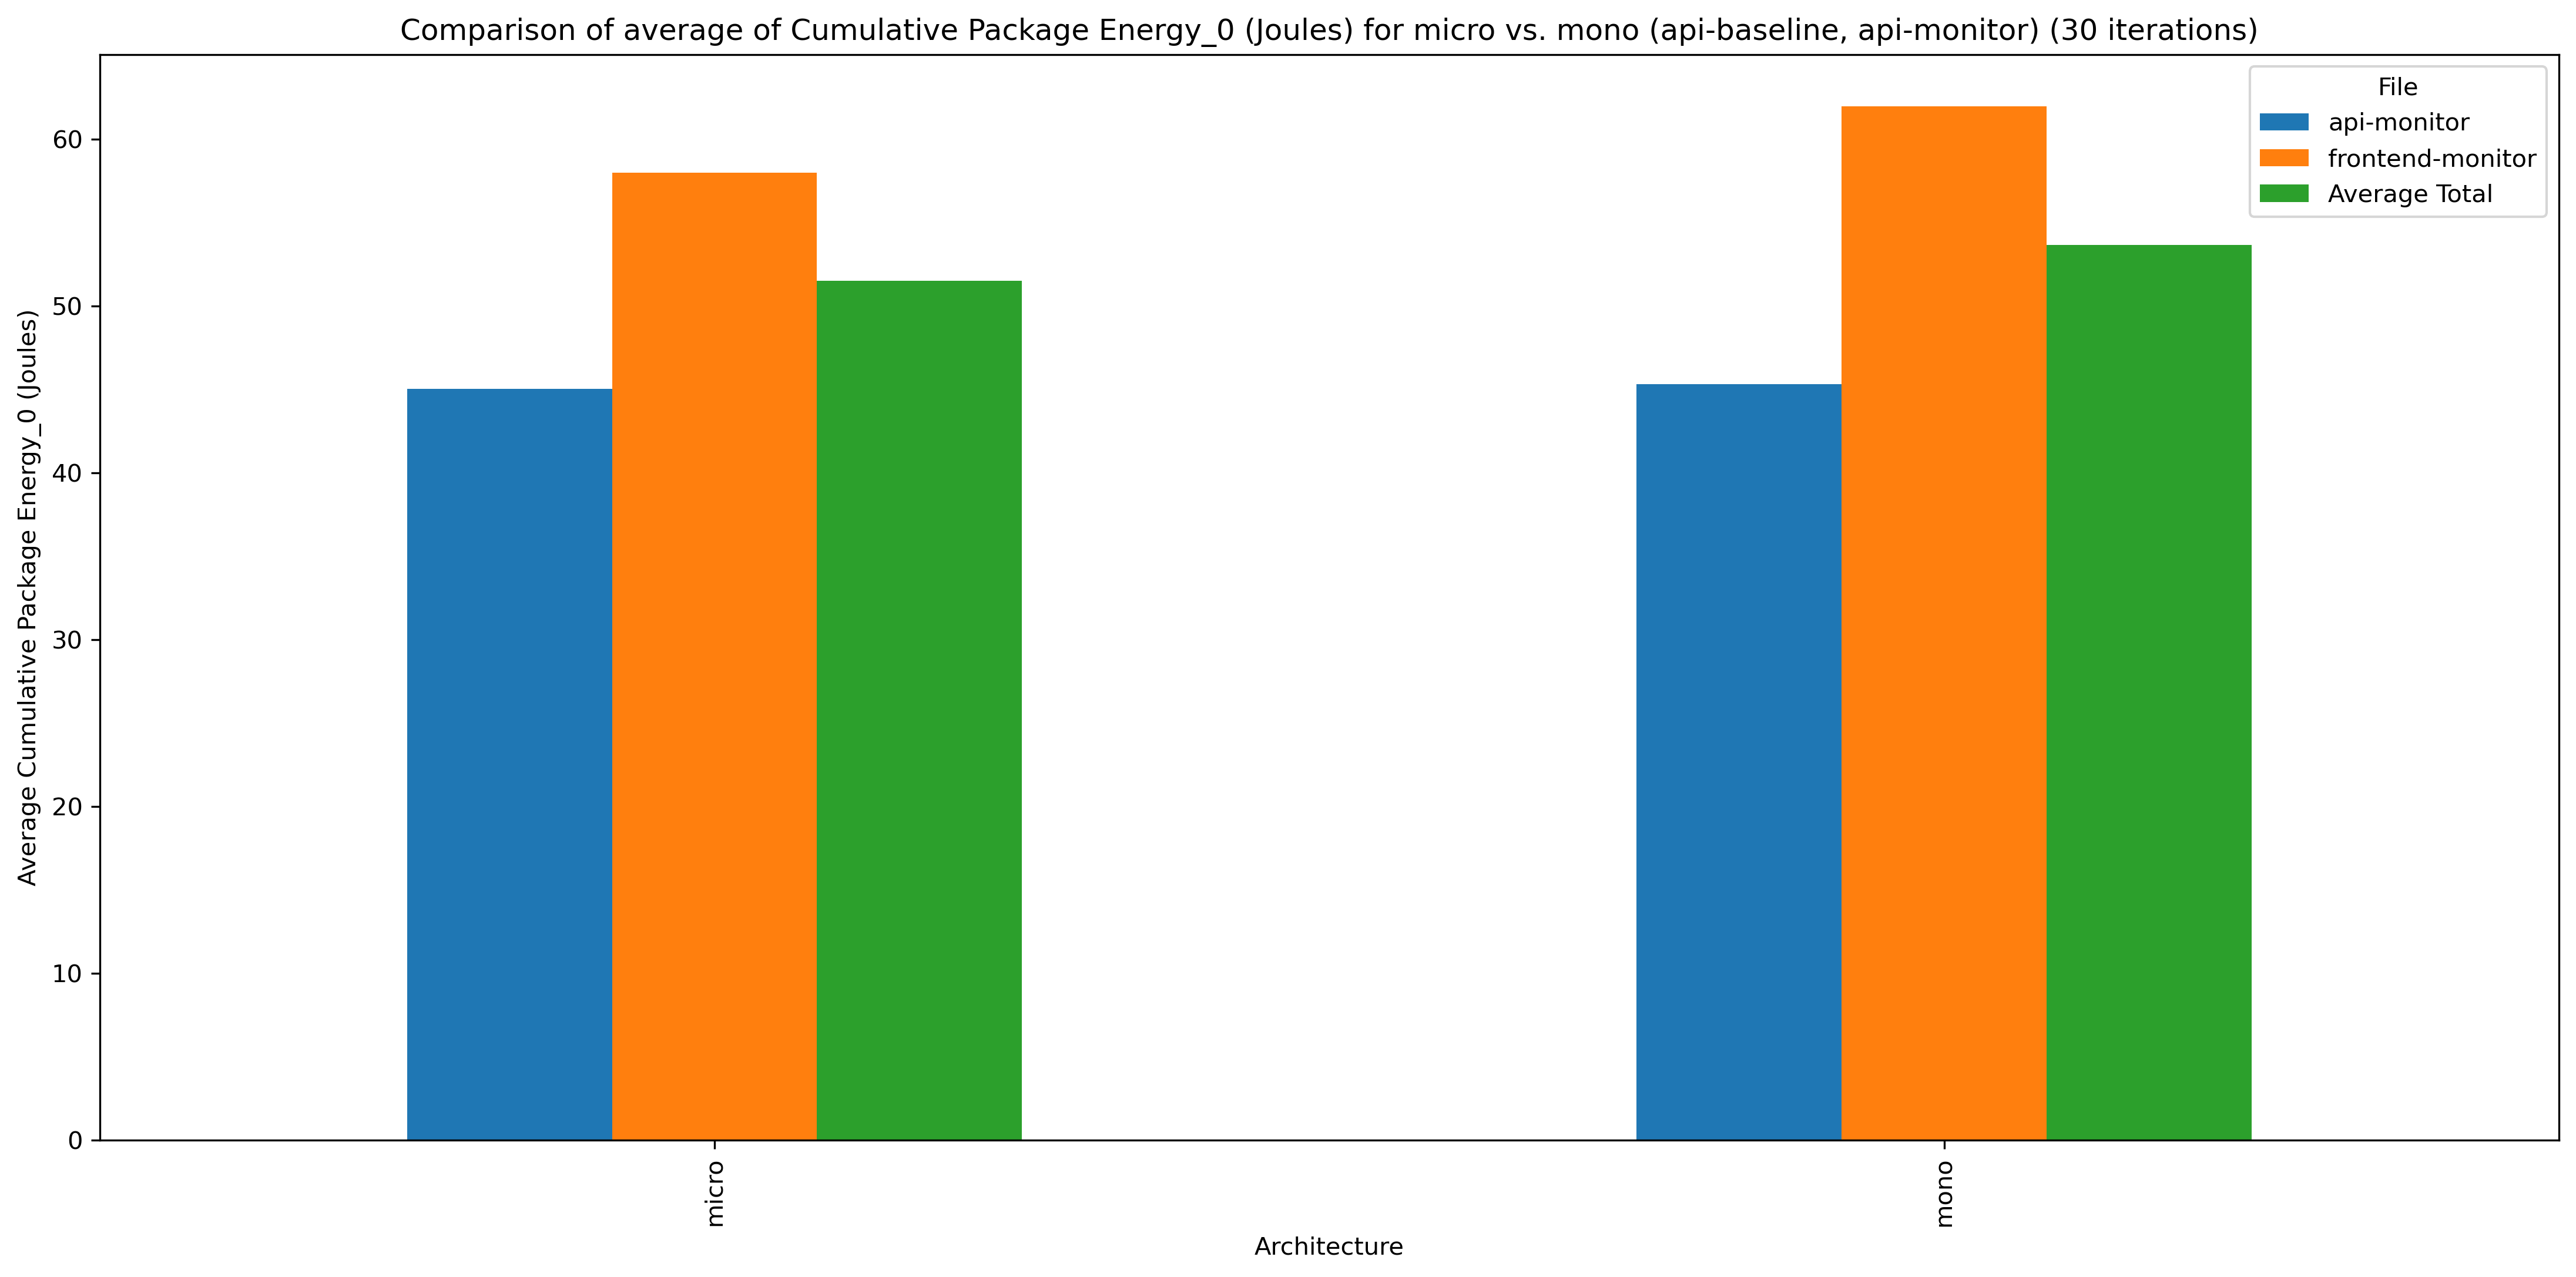 Comparison of average of Cumulative Package Energy_0 (Joules) for micro vs. mono (api-baseline, api-monitor) (30 iterations)
File
api-monitor
frontend-monitor
Average Total
Average Cumulative Package Energy_0 (Joules)
60
50
40
30
20
10
0
micro
mono
Architecture